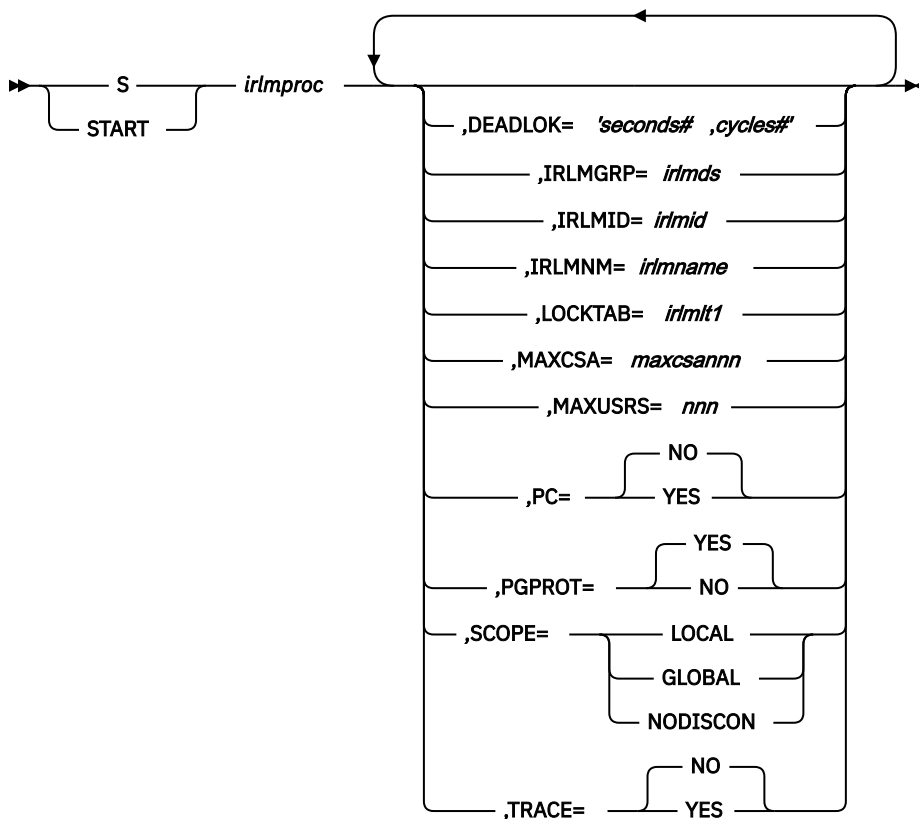 S irlmproc
START
,DEADLOK= 'seconds# ,cycles#'
,IRLMGRP= irlmds
,IRLMID= irlmid
,IRLMNM= irlmname
,LOCKTAB= irlmlt1
,MAXCSA= maxcsannn
,MAXUSRS= nnn
NO
,PC= YES
YES
,PGPROT= NO
,SCOPE= LOCAL
GLOBAL
NODISCON
NO
,TRACE= YES